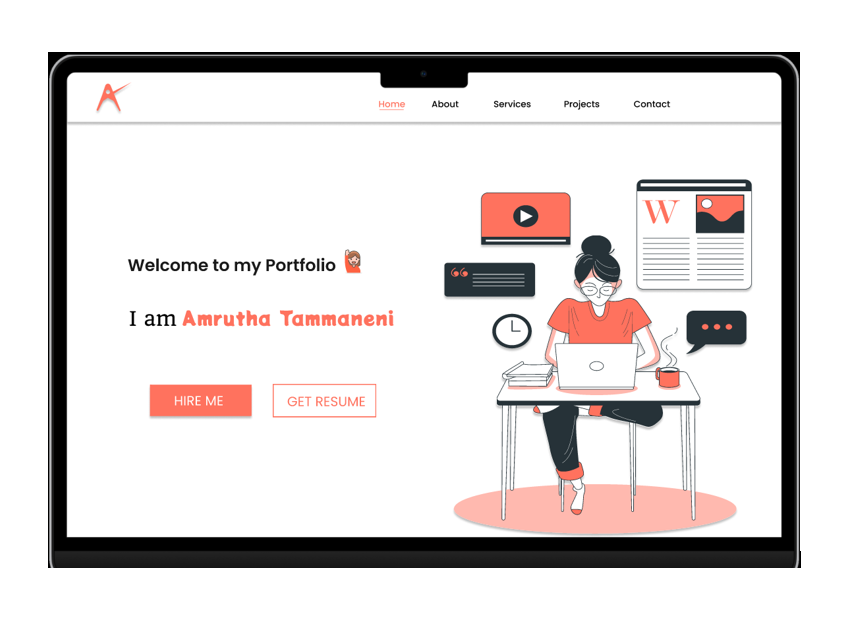 Home About Services Projects Contact
W
Welcome to my Portfolio
I am Amrutha Tammaneni
HIRE ME GET RESUME